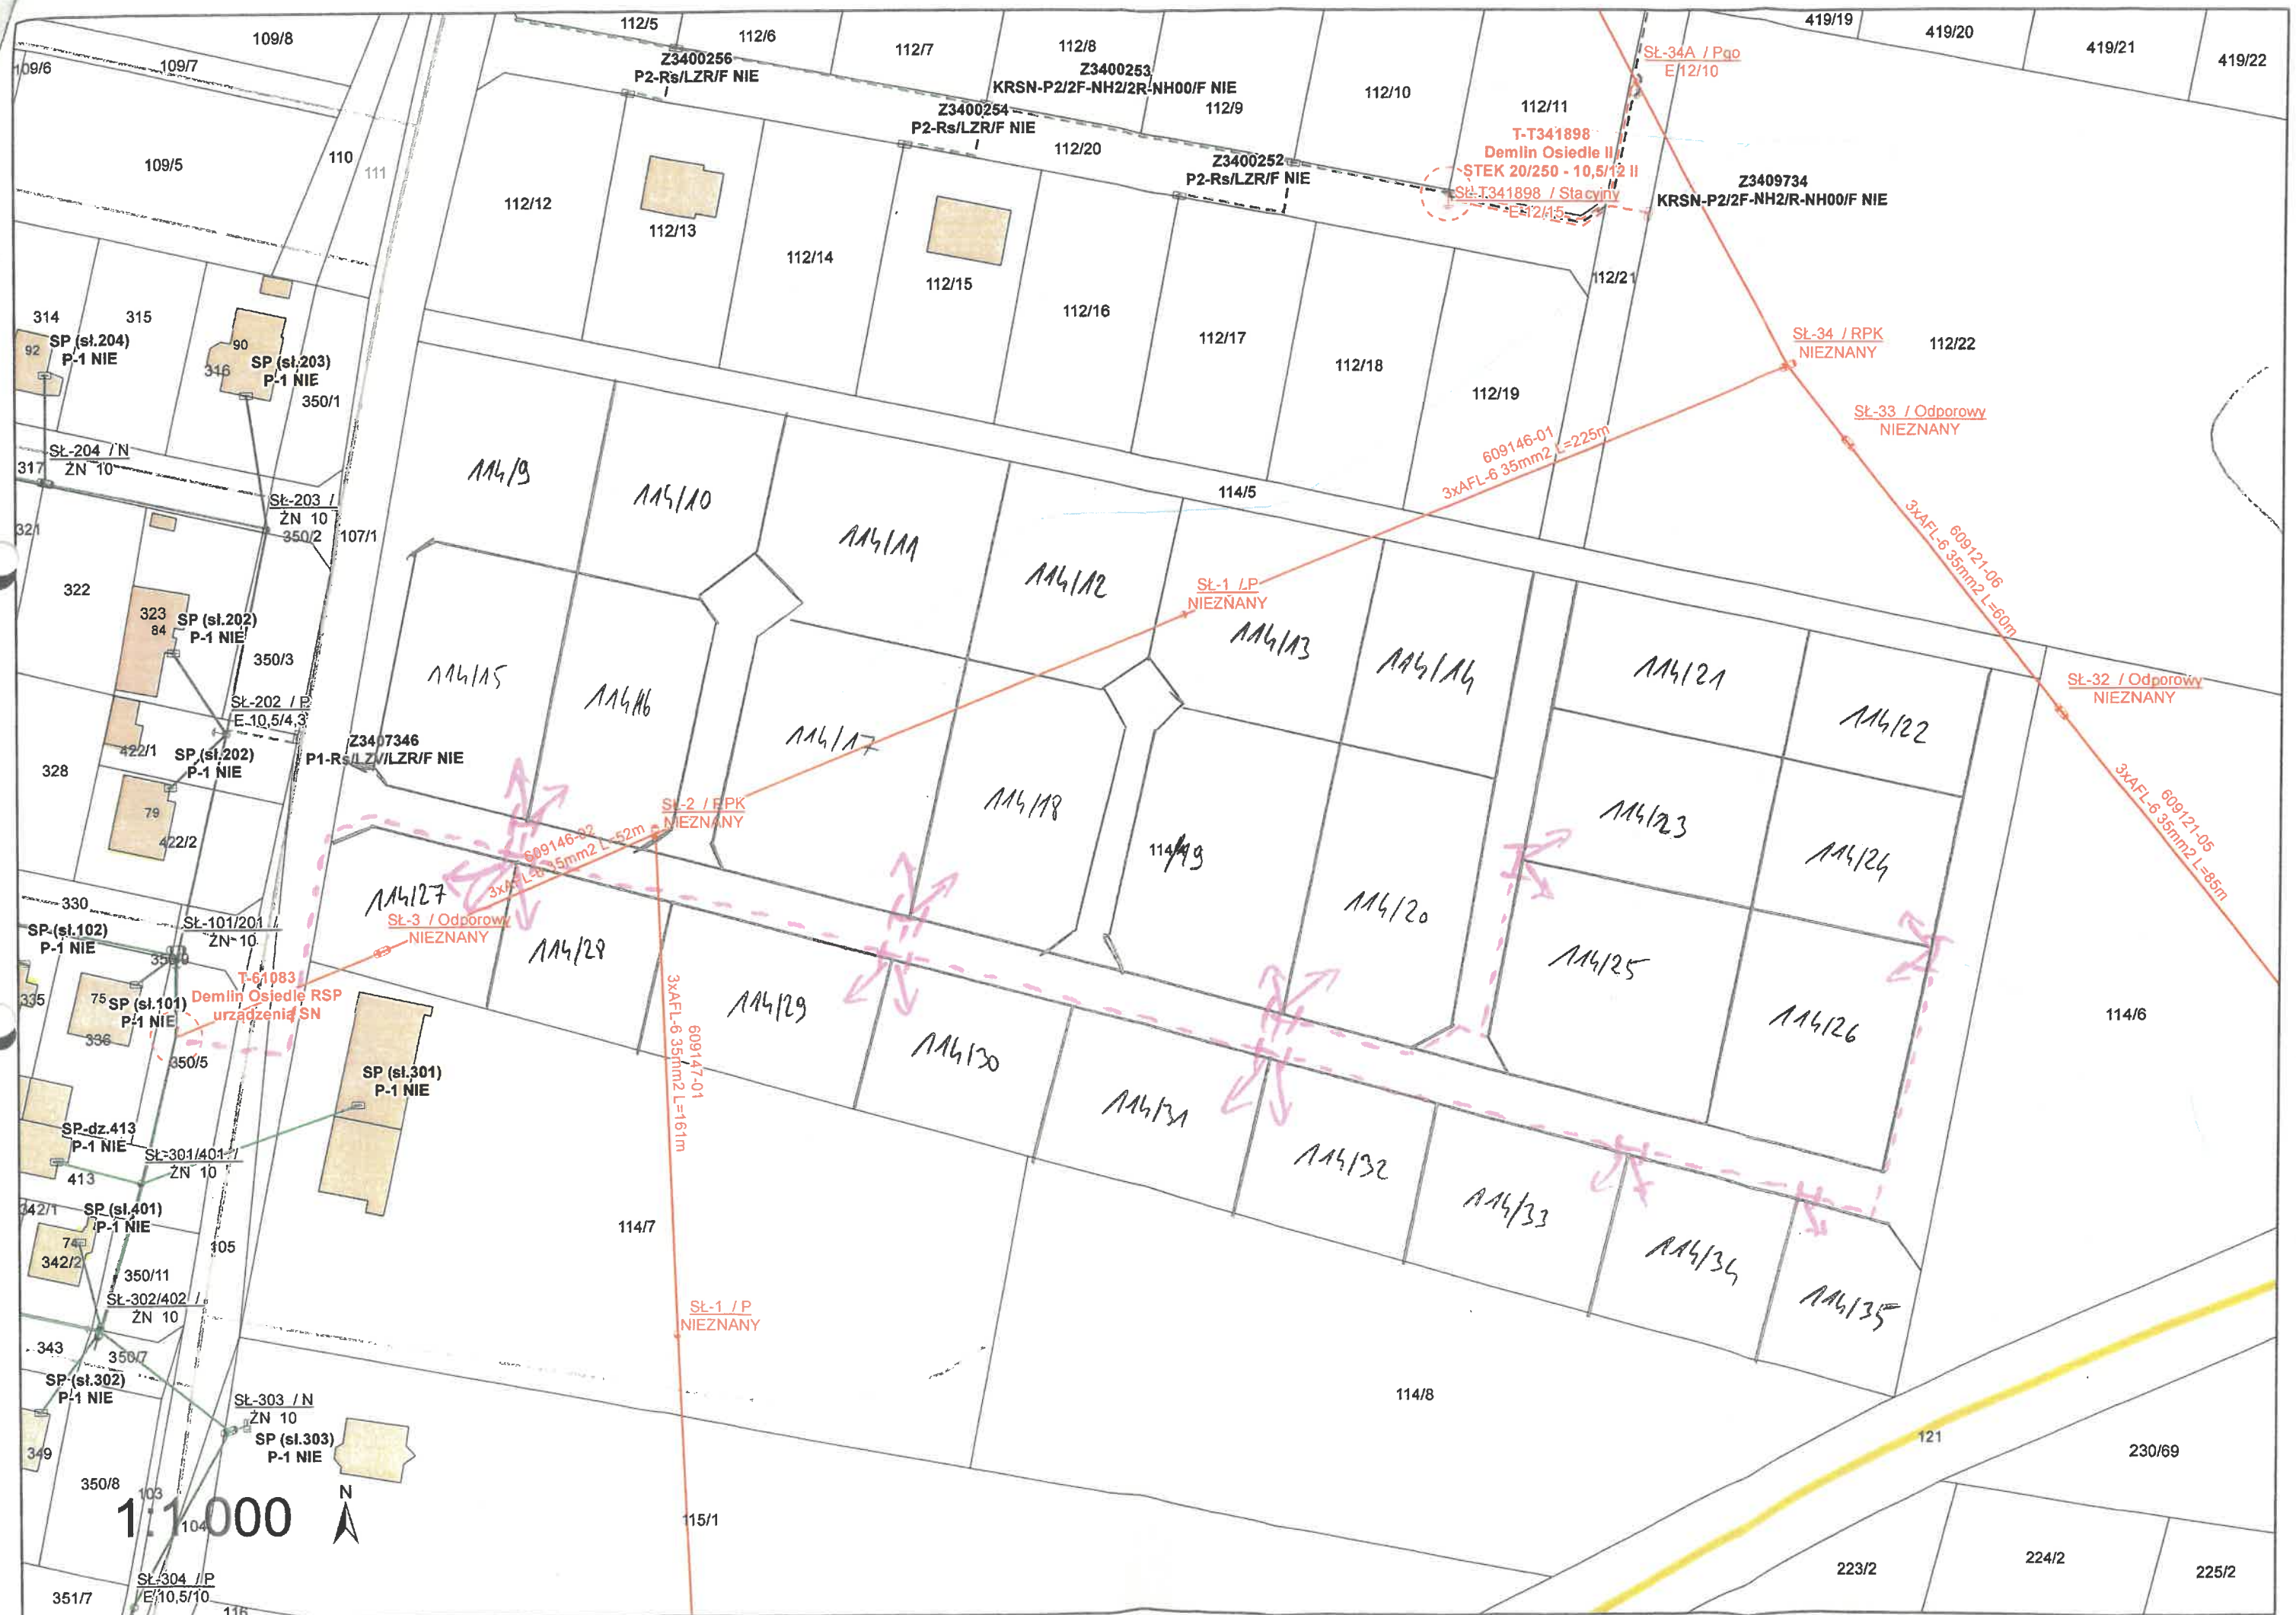 112/5
112/6
112/7
112/8
419/19
419/20
419/21
419/22
109/8
109/7
109/6
Z3400256
P2-Rs/LZR/F NIE
Z3400253
KRSN-P2/2F-NH2/2R-NH00/F NIE
SŁ-34A / Pgo
E 12/10
112/9
112/10
112/11
Z3400254
P2-Rs/LZR/F NIE
112/20
T-T341898
Demlin Osiedle II
STEK 20/250 - 10,5/12 II
SŁ-T341898 / Stacyjny
E-12/15
Z3400252
P2-Rs/LZR/F NIE
Z3409734
KRSN-P2/2F-NH2/R-NH00/F NIE
109/5
110
111
112/12
112/13
112/14
112/15
112/16
112/17
112/18
112/19
112/21
112/22
314
315
92
SP (sł.204)
P-1 NIE
90
316
SP (sł.203)
P-1 NIE
350/1
SŁ-34 / RPK
NIEZNANY
SŁ-33 / Odporowy
NIEZNANY
609146-01
3xAFL-6 35mm2 L=225m
SŁ-204 / N
ŻN 10
317
SŁ-203 /
ŻN 10
350/2
107/1
321
114/9
114/10
114/11
114/12
114/5
114/13
114/14
609121-06
3xAFL-6 35mm2 L=60m
SŁ-1 / P
NIEZNANY
322
323
84
SP (sł.202)
P-1 NIE
350/3
114/15
114/16
114/17
114/18
114/19
114/20
114/21
114/22
SŁ-32 / Odporowy
NIEZNANY
SŁ-202 / P
E-10,5/4,3
422/1
SP (sł.202)
P-1 NIE
Z3407346
P1-Rs/LZV/LZR/F NIE
328
79
422/2
SŁ-2 / RPK
NIEZNANY
609146-02
3xAFL-6 35mm2 L=52m
114/23
114/24
609121-05
3xAFL-6 35mm2 L=85m
330
SP (sł.102)
P-1 NIE
SŁ-101/201 /
ŻN 10
350/9
114/27
SŁ-3 / Odporowy
NIEZNANY
114/28
114/29
114/30
114/25
114/26
114/6
335
75
SP (sł.101)
P-1 NIE
336
T-61083
Demlin Osiedle RSP
urządzenia SN
350/5
609147-01
3xAFL-6 35mm2 L=161m
SP (sł.301)
P-1 NIE
114/31
114/32
114/33
114/34
114/35
SP-dz.413
P-1 NIE
413
SŁ-301/401 /
ŻN 10
342/1
SP (sł.401)
P-1 NIE
74
342/2
105
114/7
350/11
SŁ-302/402 /
ŻN 10
SŁ-1 / P
NIEZNANY
343
350/7
SP (sł.302)
P-1 NIE
SŁ-303 / N
ŻN 10
SP (sł.303)
P-1 NIE
114/8
121
230/69
349
350/8
103
104
1:1 000
N
115/1
223/2
224/2
225/2
351/7
SŁ-304 / P
E 10,5/10
116